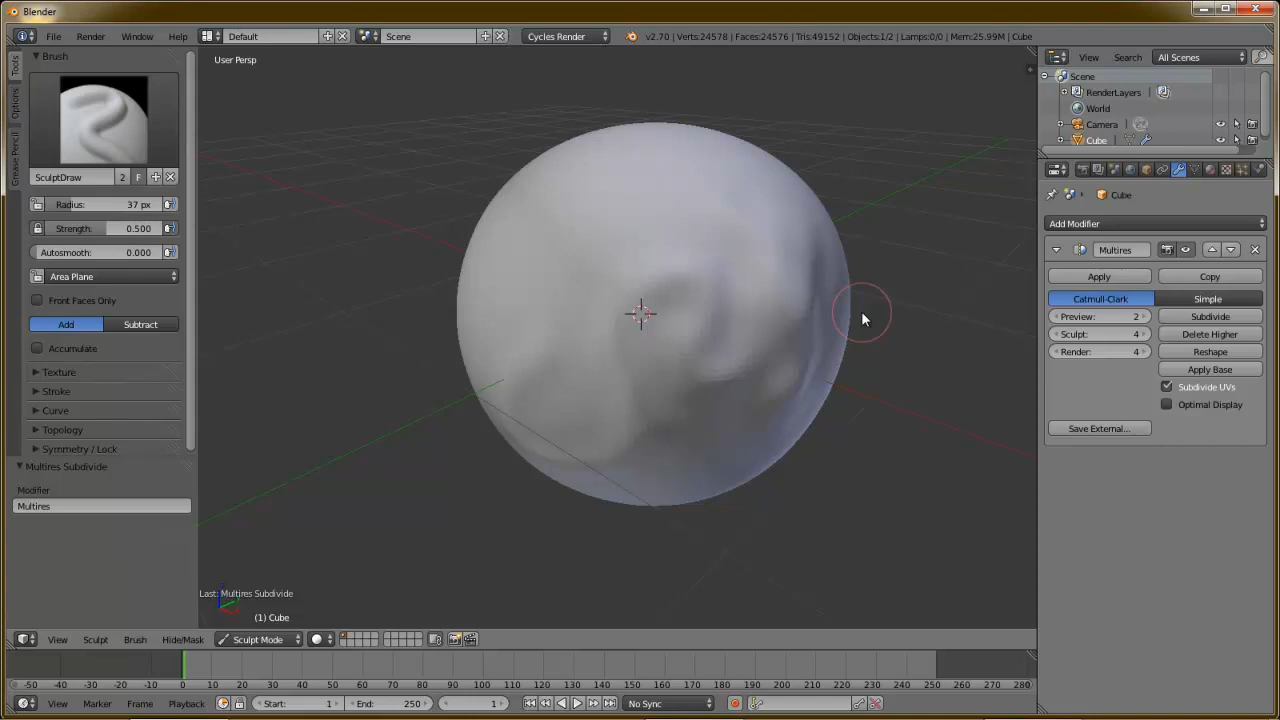 Blender
File Render Window Help Default Scene Cycles Render v2.70 | Verts:24578 | Faces:24576 | Tris:49152 | Objects:1/2 | Lamps:0/0 | Mem:25.99M | Cube
Tools
Options
Grease Pencil
Brush
SculptDraw 2 F
Radius: 37 px
Strength: 0.500
Autosmooth: 0.000
Area Plane
Front Faces Only
Add Subtract
Accumulate
Texture
Stroke
Curve
Topology
Symmetry / Lock
Multires Subdivide
Modifier
Multires
User Persp
Last: Multires Subdivide
(1) Cube
View Search All Scenes
Scene
RenderLayers
World
Camera
Cube
Cube
Add Modifier
Multires
Apply Copy
Catmull-Clark Simple
Preview: 2 Subdivide
Sculpt: 4 Delete Higher
Render: 4 Reshape
Apply Base
Subdivide UVs
Optimal Display
Save External...
View Sculpt Brush Hide/Mask Sculpt Mode
-50 -40 -30 -20 -10 0 10 20 30 40 50 60 70 80 90 100 110 120 130 140 150 160 170 180 190 200 210 220 230 240 250 260 270 280
View Marker Frame Playback Start: 1 End: 250 1 No Sync